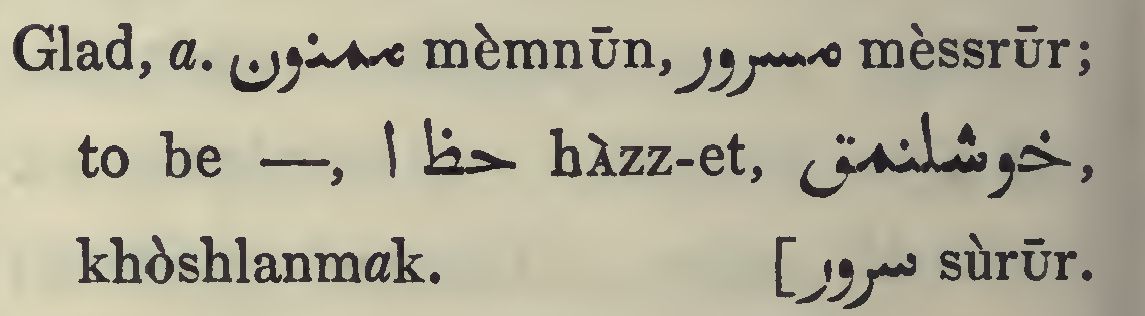 Glad, a. ممنون mèmnūn, مسرور mèssrūr;
to be —, حظ ا hàzz-et, خوشلنمق,
khòshlanmak. [سرور sùrūr.